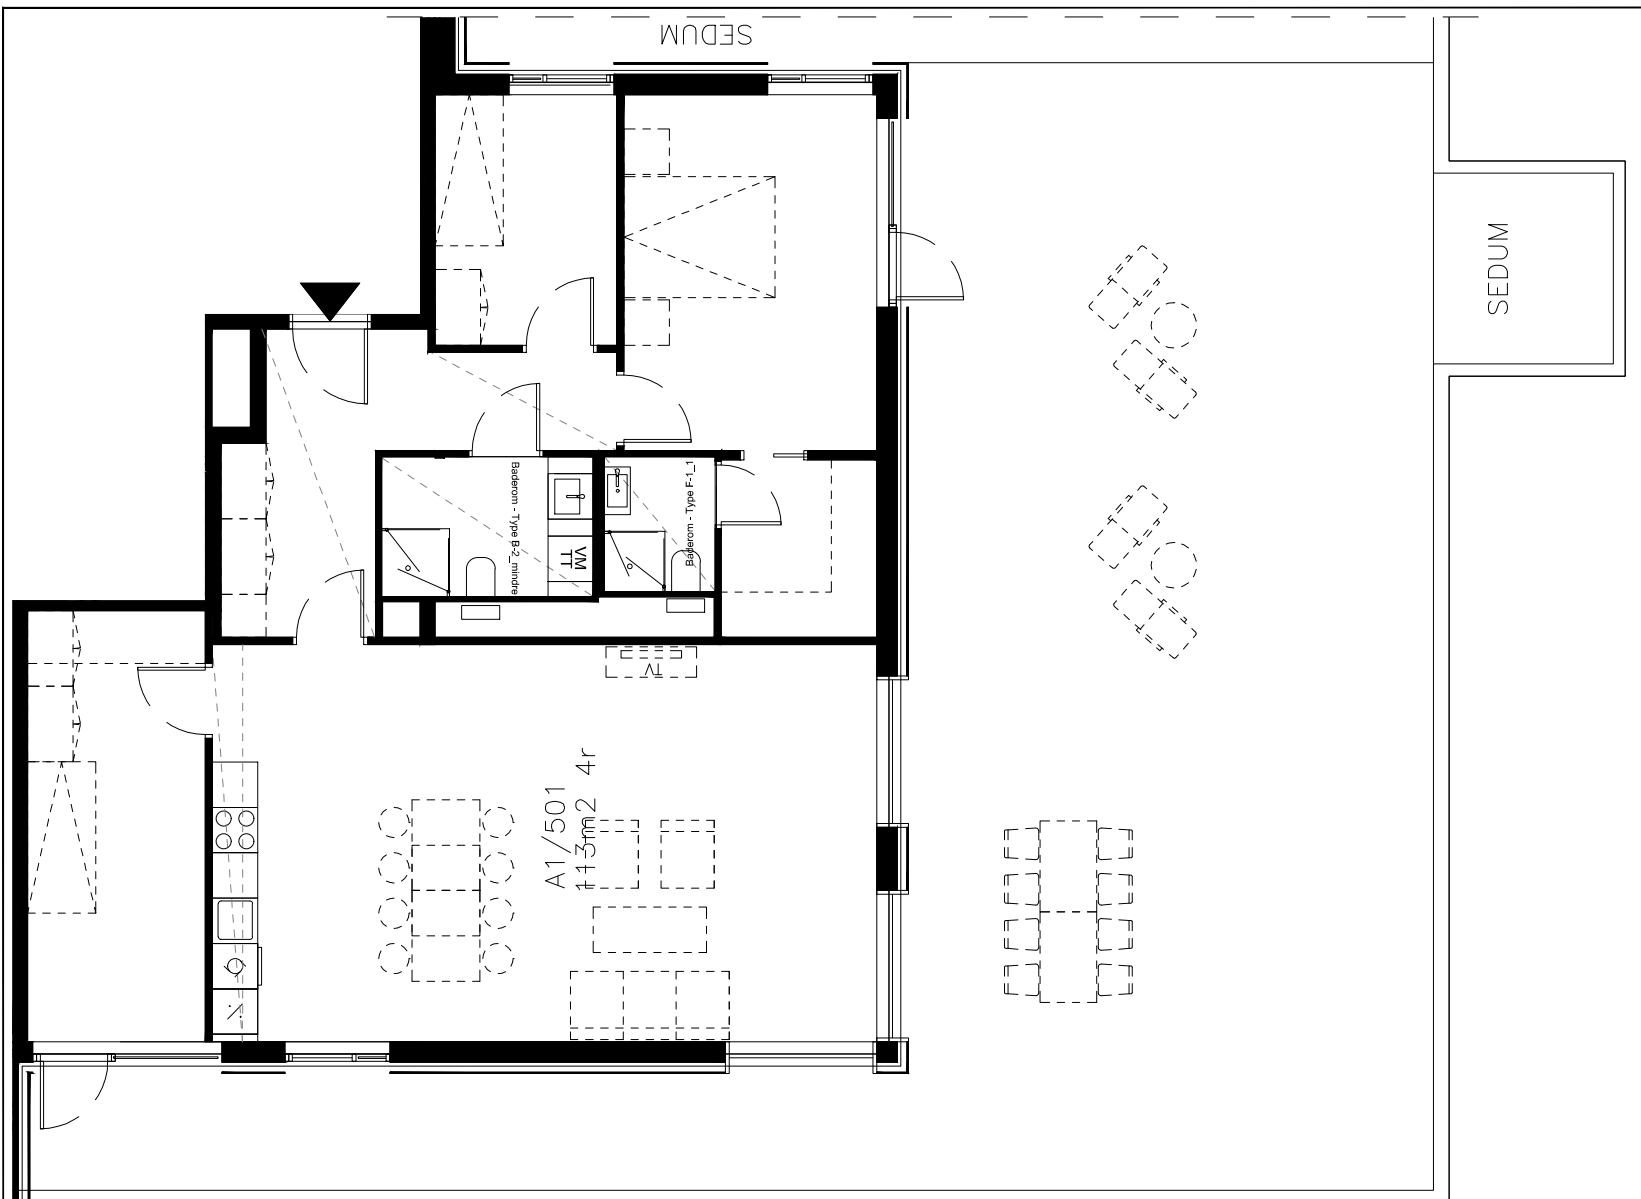 SEDUM
SEDUM
Baderom - Type B-2_mindre
VM
TT
Baderom - Type F-1_1
TV
A1/501
113m2 4r